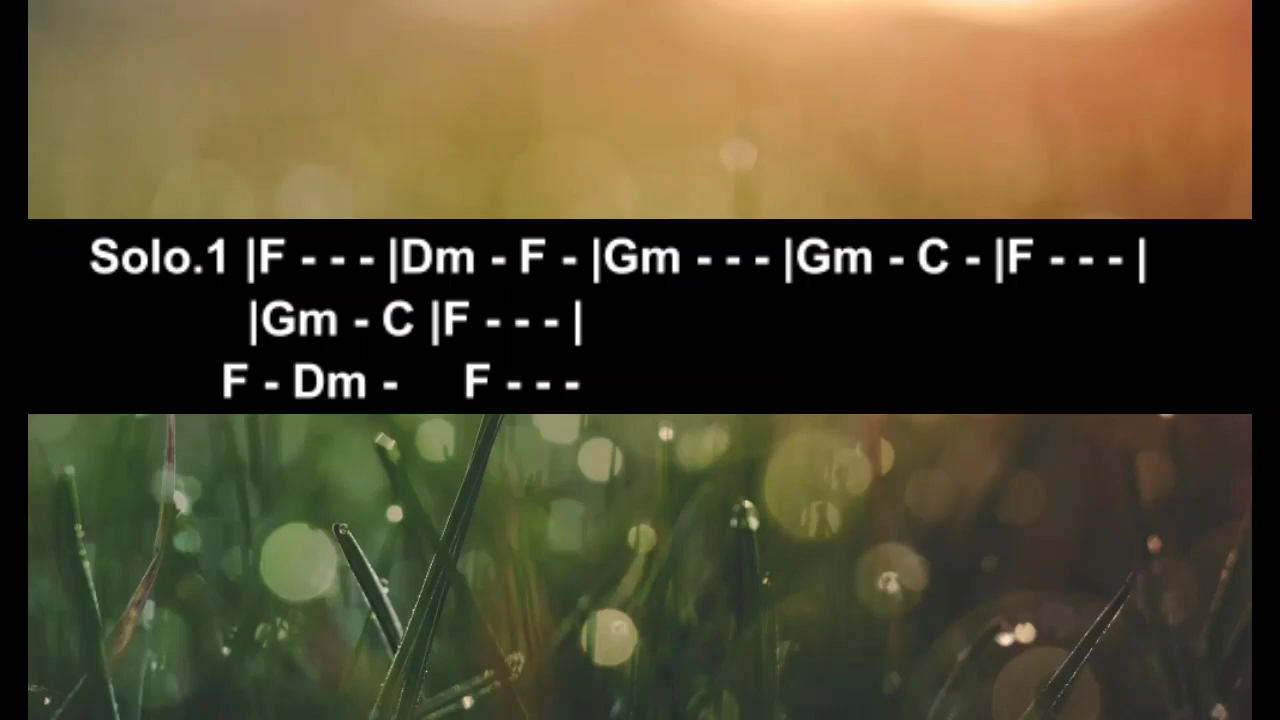 Solo.1 |F - - - |Dm - F - |Gm - - - |Gm - C - |F - - - |
|Gm - C |F - - - |
F - Dm - F - - -